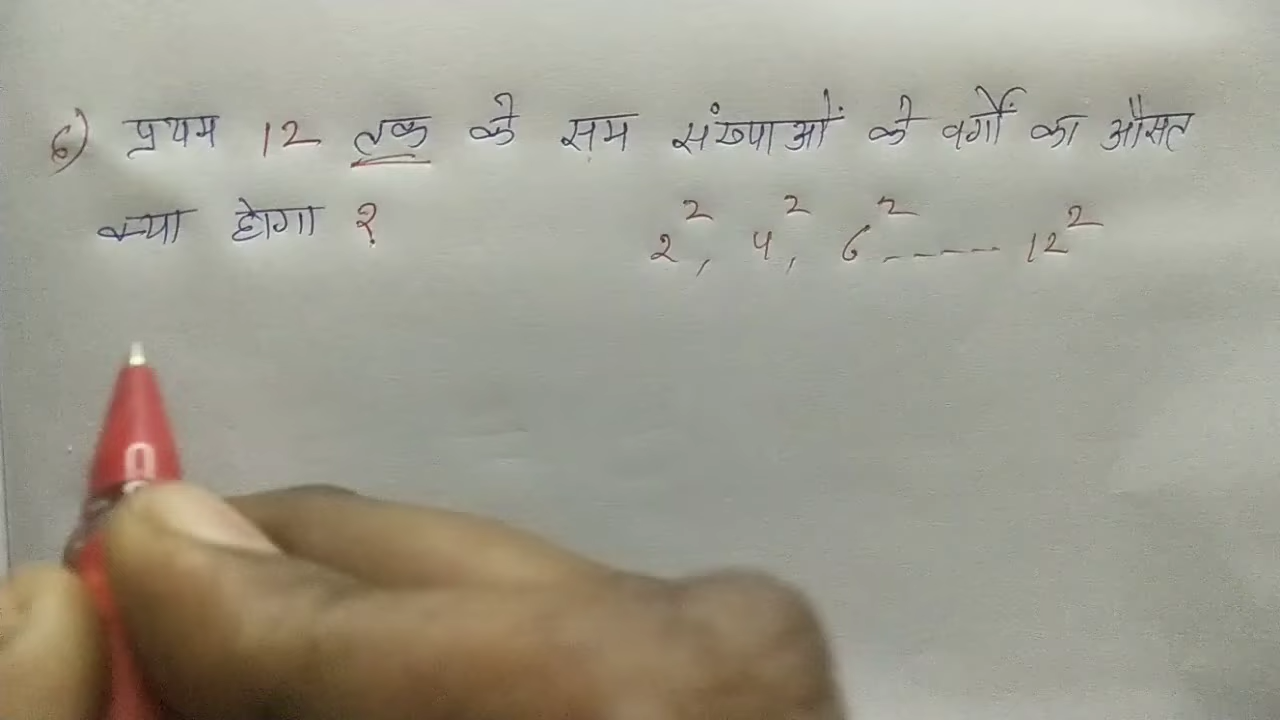 6) प्रथम 12 तक के सम संख्याओं के वर्गों का औसत
क्या होगा ?
2², 4², 6² ---- 12²